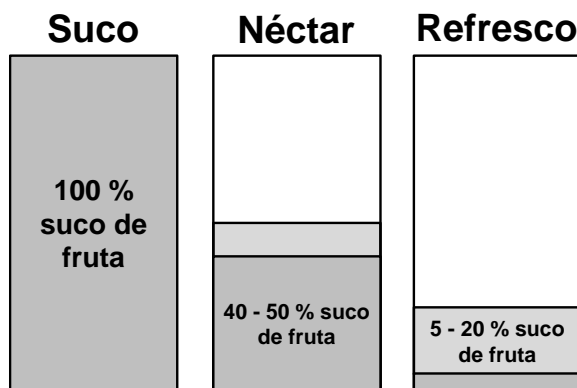 Suco
Néctar
Refresco
100 %
suco de
fruta
40 - 50 % suco
de fruta
5 - 20 % suco
de fruta